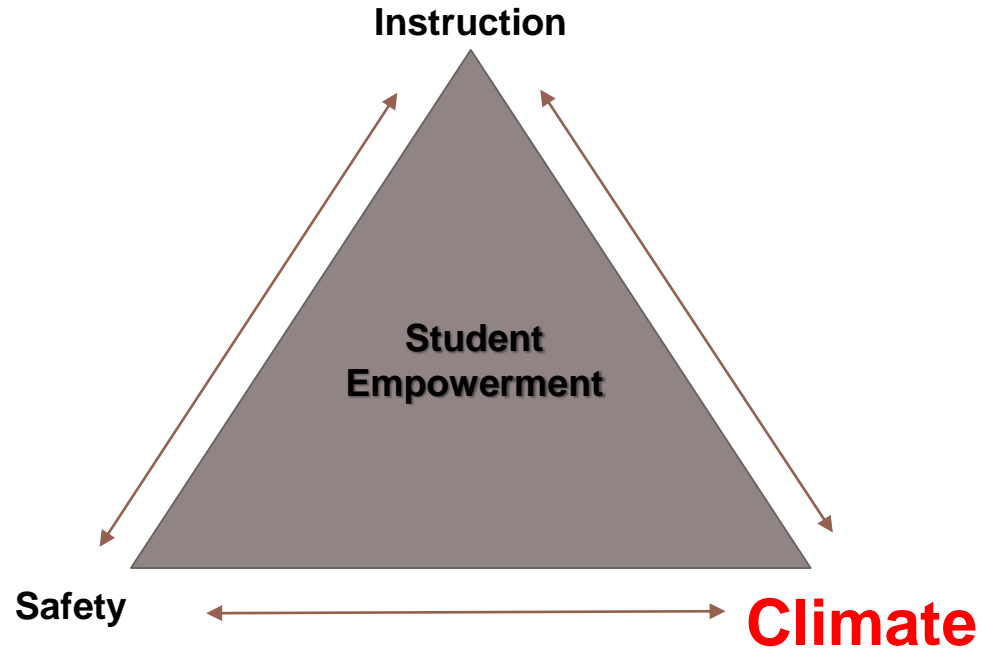 Instruction
Student
Empowerment
Safety
Climate